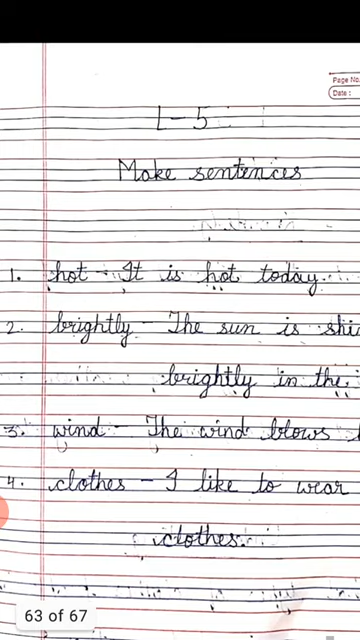 Page No.
Date:
L-5
Make sentences
1. hot - It is hot today.
2. brightly - The sun is
brightly in the
3. wind - The wind blows
4. clothes - I like to wear
clothes.
63 of 67